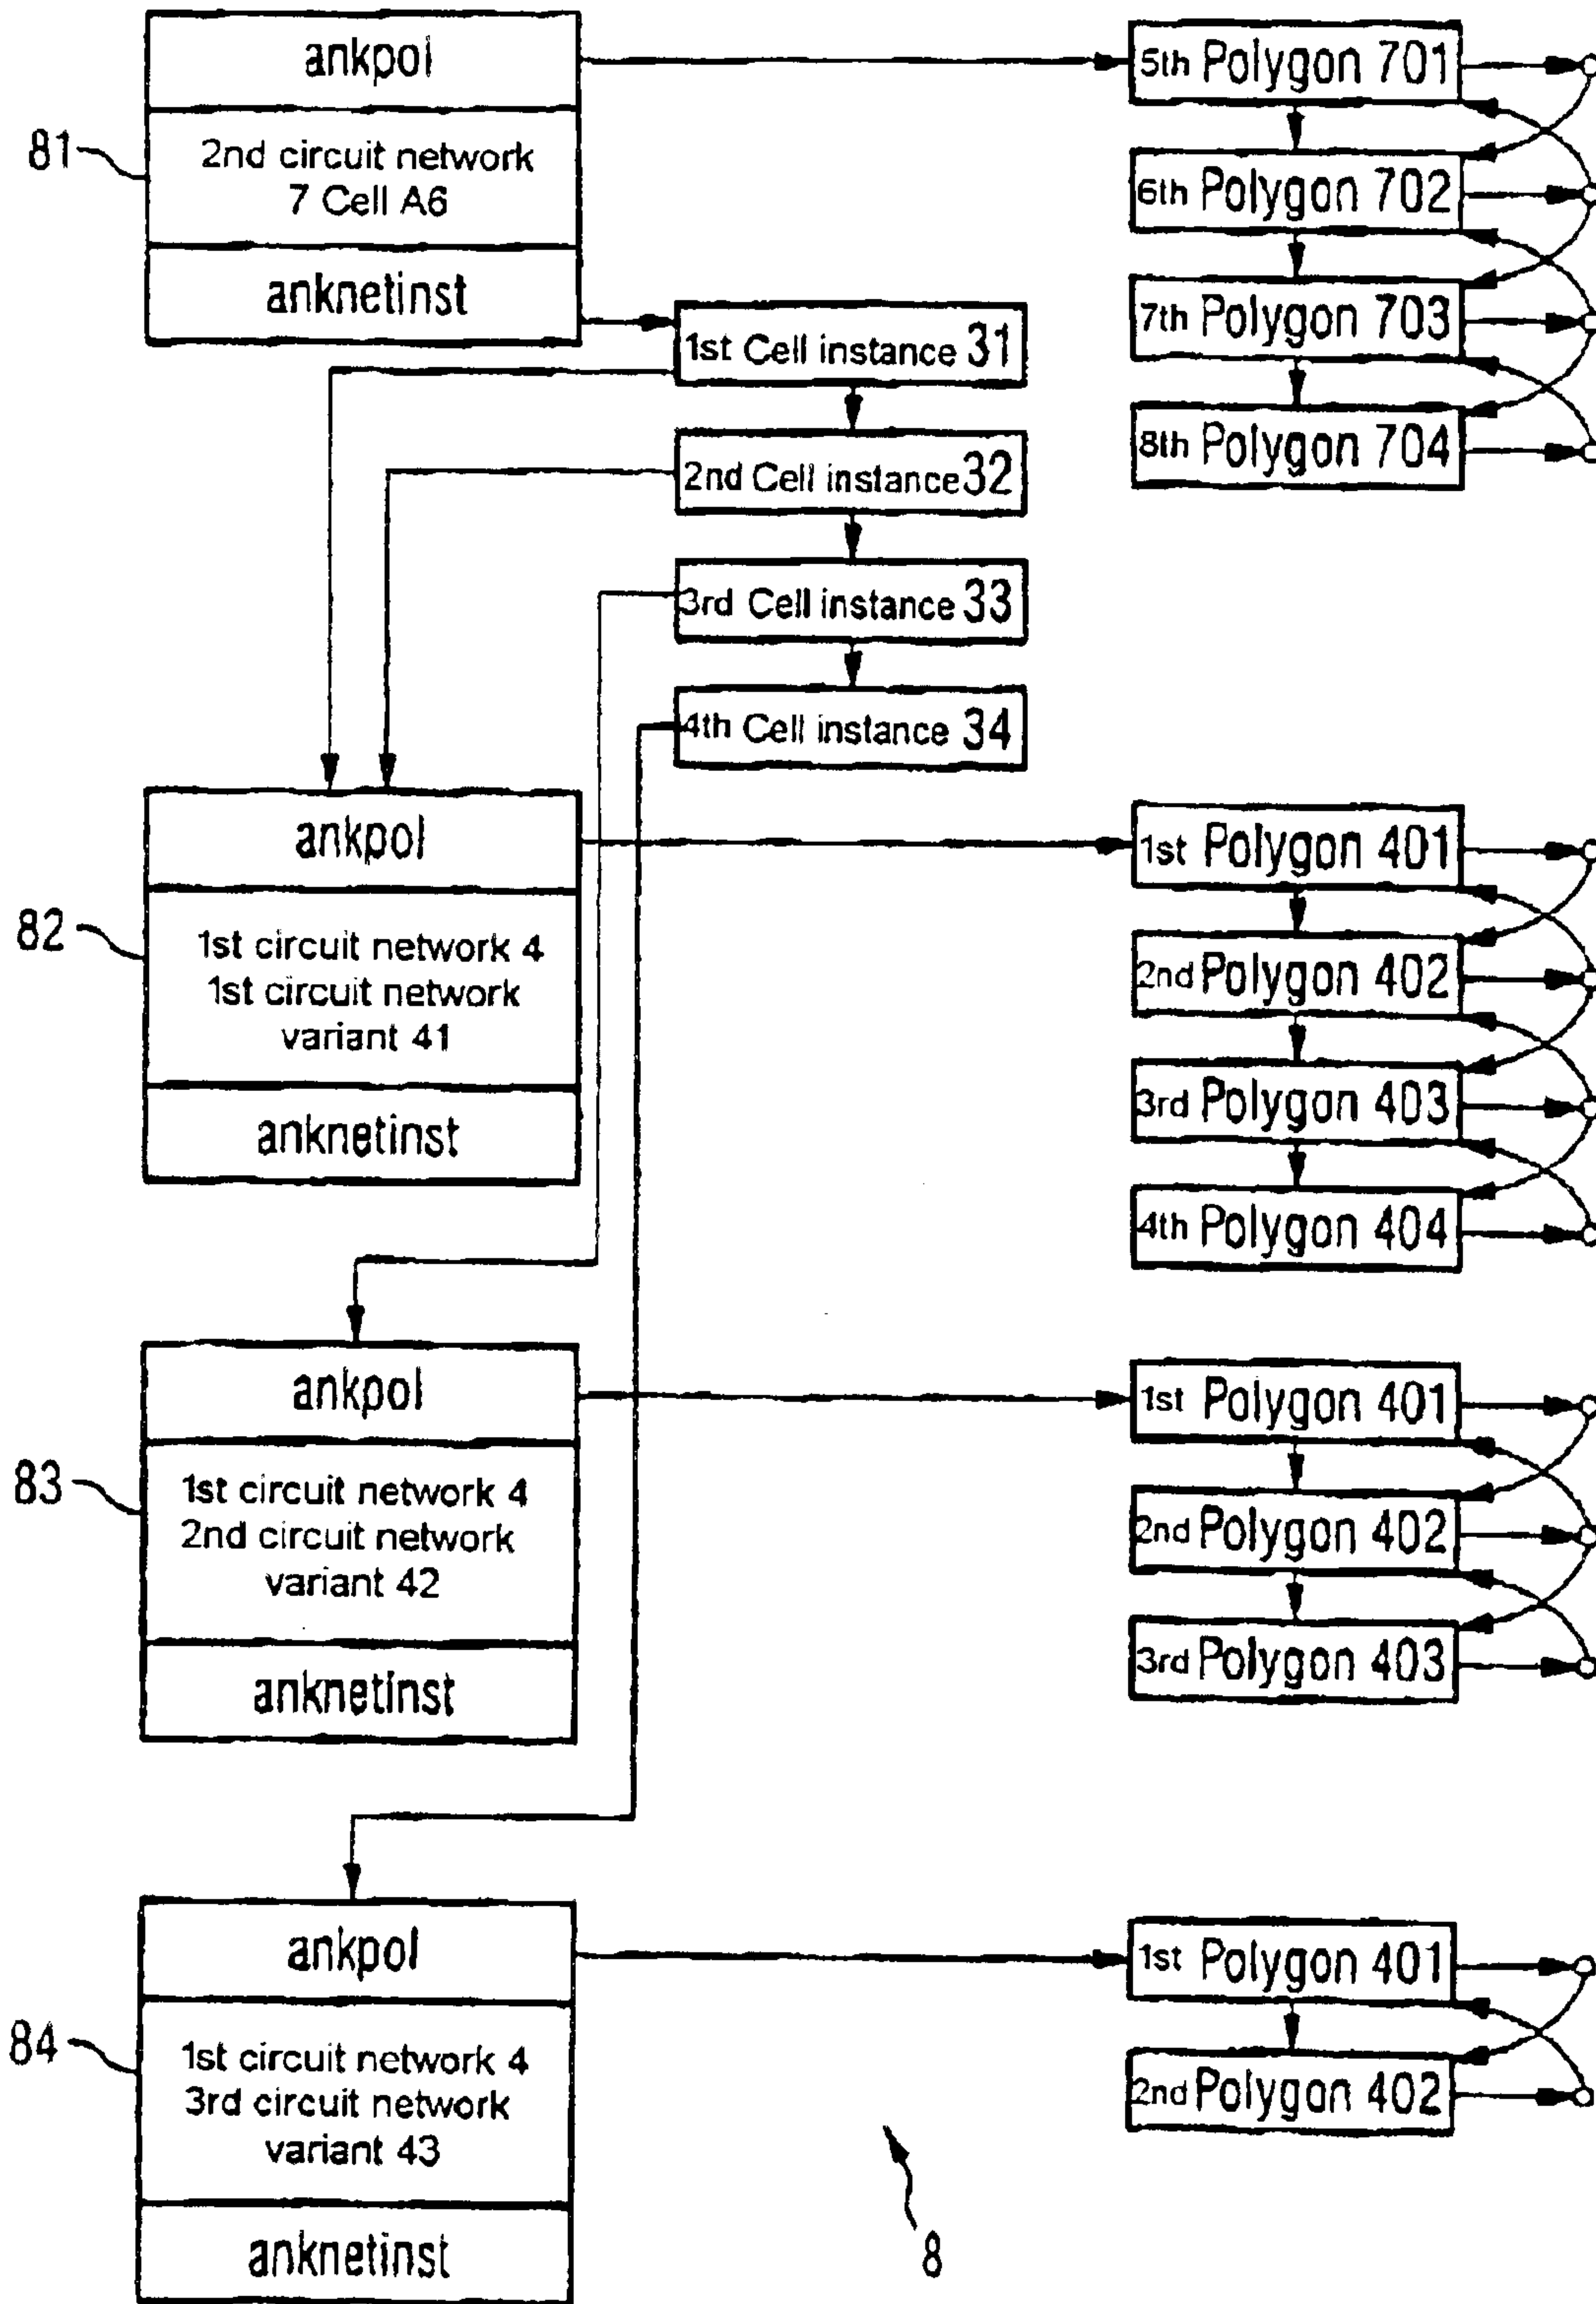 ankpol
81
2nd circuit network
7 Cell A6
anknetinst
5th Polygon 701
6th Polygon 702
7th Polygon 703
8th Polygon 704
1st Cell instance 31
2nd Cell instance 32
3rd Cell instance 33
4th Cell instance 34
ankpol
82
1st circuit network 4
1st circuit network
variant 41
anknetinst
1st Polygon 401
2nd Polygon 402
3rd Polygon 403
4th Polygon 404
ankpol
83
1st circuit network 4
2nd circuit network
variant 42
anknetinst
1st Polygon 401
2nd Polygon 402
3rd Polygon 403
ankpol
84
1st circuit network 4
3rd circuit network
variant 43
anknetinst
1st Polygon 401
2nd Polygon 402
8